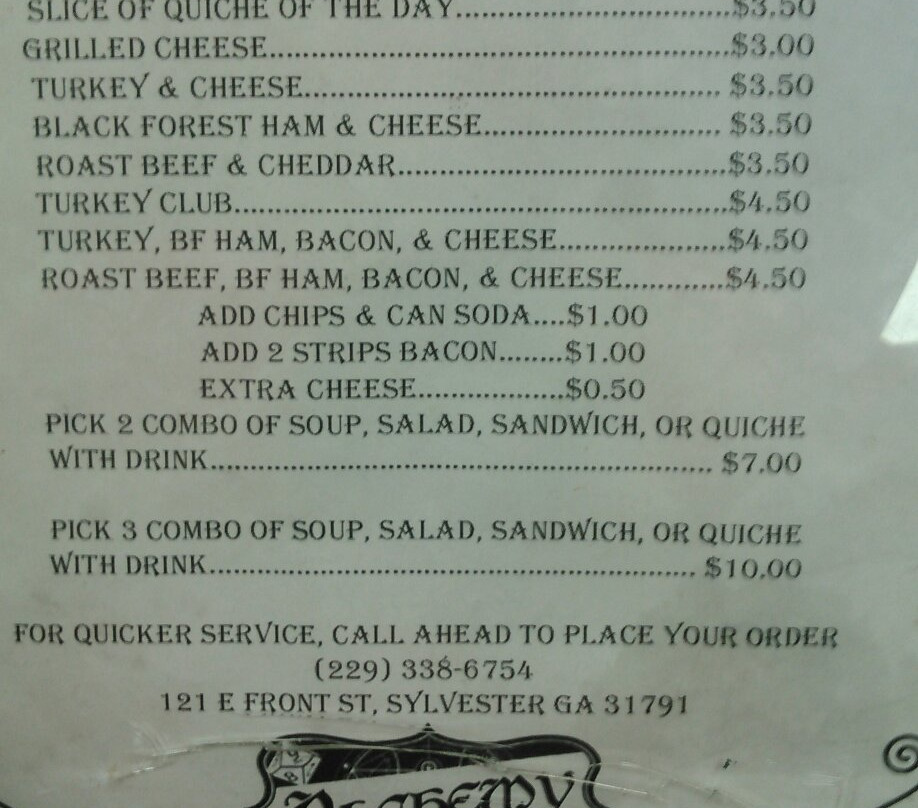 SLICE OF QUICHE OF THE DAY..............................$3.50
GRILLED CHEESE....................................................$3.00
TURKEY & CHEESE............................................... $3.50
BLACK FOREST HAM & CHEESE........................... $3.50
ROAST BEEF & CHEDDAR.....................................$3.50
TURKEY CLUB........................................................$4.50
TURKEY, BF HAM, BACON, & CHEESE...................$4.50
ROAST BEEF, BF HAM, BACON, & CHEESE............$4.50
ADD CHIPS & CAN SODA....$1.00
ADD 2 STRIPS BACON........$1.00
EXTRA CHEESE..................$0.50
PICK 2 COMBO OF SOUP, SALAD, SANDWICH, OR QUICHE
WITH DRINK.......................................................... $7.00
PICK 3 COMBO OF SOUP, SALAD, SANDWICH, OR QUICHE
WITH DRINK........................................................ $10.00
FOR QUICKER SERVICE, CALL AHEAD TO PLACE YOUR ORDER
(229) 338-6754
121 E FRONT ST, SYLVESTER GA 31791
ALCHEMY